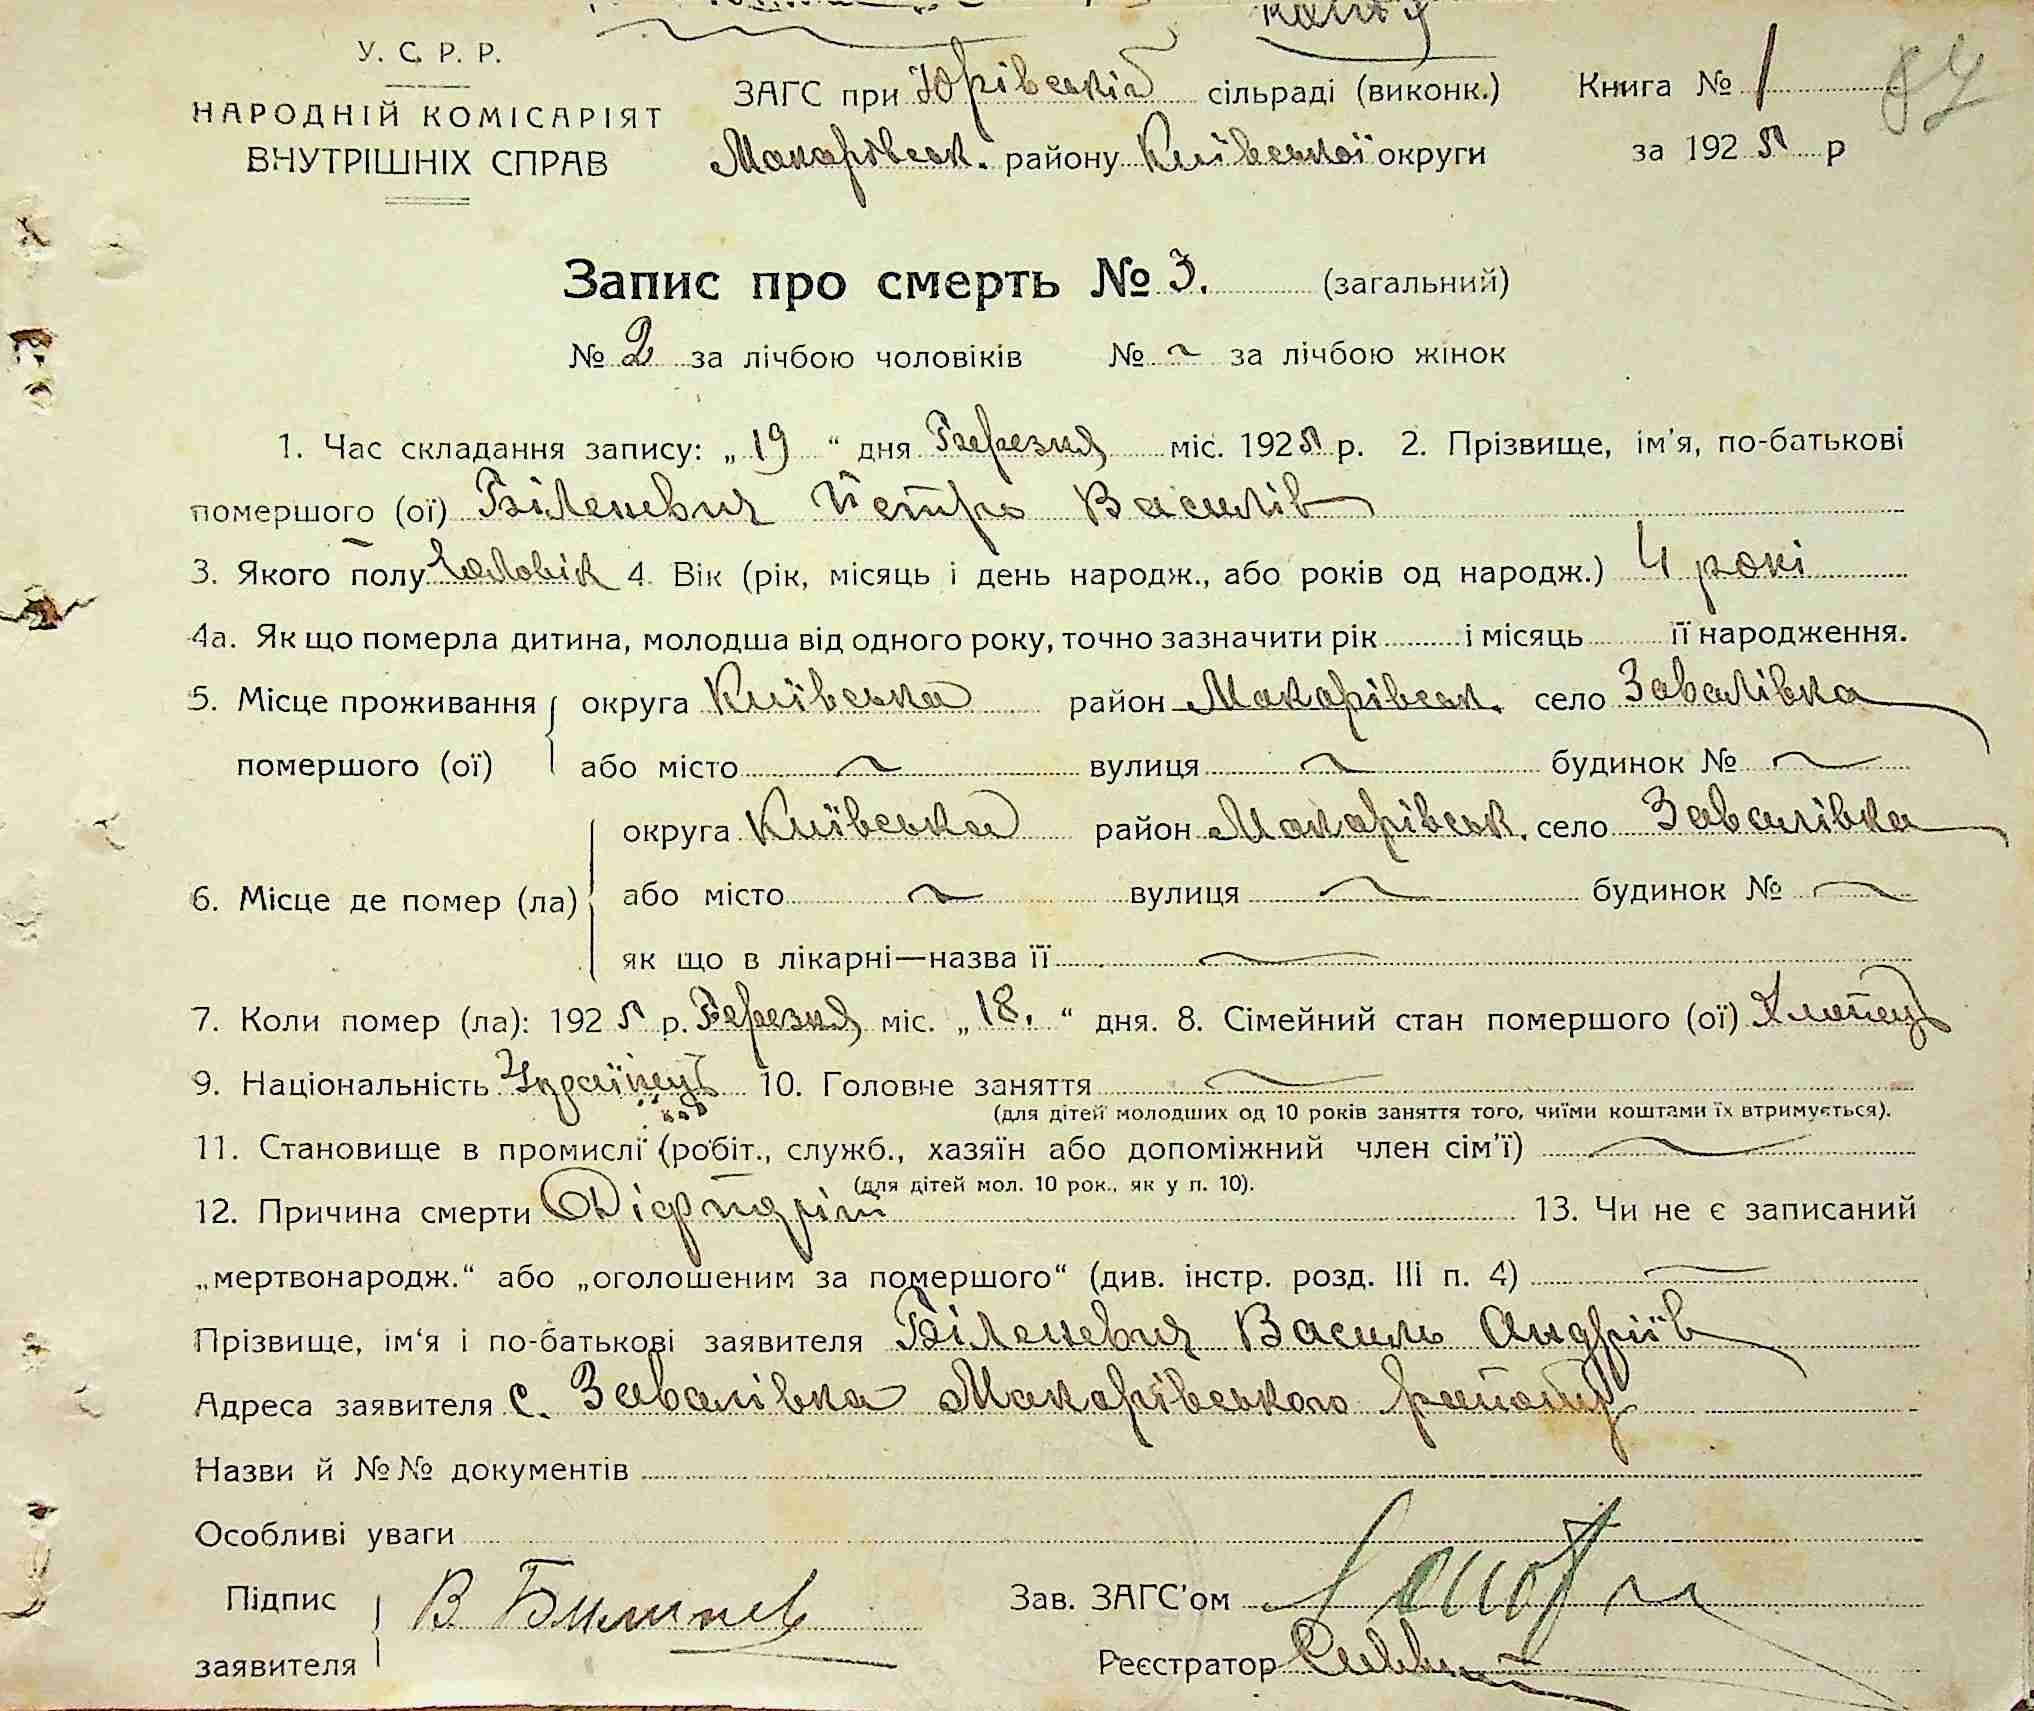 копія
У. С. Р. Р.
НАРОДНІЙ КОМІСАРІЯТ
ВНУТРІШНІХ СПРАВ
ЗАГС при Юрівській сільраді (виконк.) Книга № 1 82
Макарівськ. району Київської округи за 1925 р
Запис про смерть № 3. (загальний)
№ 2 за лічбою чоловіків № ~ за лічбою жінок
1. Час складання запису: „ 19 “ дня Березня міс. 1925 р. 2. Прізвище, ім'я, по-батькові
помершого (ої) Біленевич Петро Василів
3. Якого полу Чоловік 4. Вік (рік, місяць і день народж., або років од народж.) 4 рокі
4а. Як що померла дитина, молодша від одного року, точно зазначити рік і місяць її народження.
5. Місце проживання округа Київська район Макарівськ. село Завалівка
помершого (ої) або місто ~ вулиця ~ будинок № ~
округа Київська район Макарівськ. село Завалівка
6. Місце де помер (ла) або місто ~ вулиця ~ будинок № ~
як що в лікарні—назва її ~
7. Коли помер (ла): 1925 р. Березня міс. „ 18. “ дня. 8. Сімейний стан помершого (ої) Хлопець
9. Національність Українець 10. Головне заняття ~
(для дітей молодших од 10 років заняття того, чиїми коштами їх втримується).
11. Становище в промислі (робіт., служб., хазяїн або допоміжний член сім'ї) ~
(для дітей мол. 10 рок., як у п. 10).
12. Причина смерти Діфтдріт 13. Чи не є записаний
„мертвонародж.“ або „оголошеним за помершого“ (див. інстр. розд. III п. 4) ~
Прізвище, ім'я і по-батькові заявителя Біленевич Василь Андріїв
Адреса заявителя с. Завалівка Макарівського району
Назви й №№ документів
Особливі уваги
Підпис заявителя В Зав. ЗАГС'ом
Реєстратор